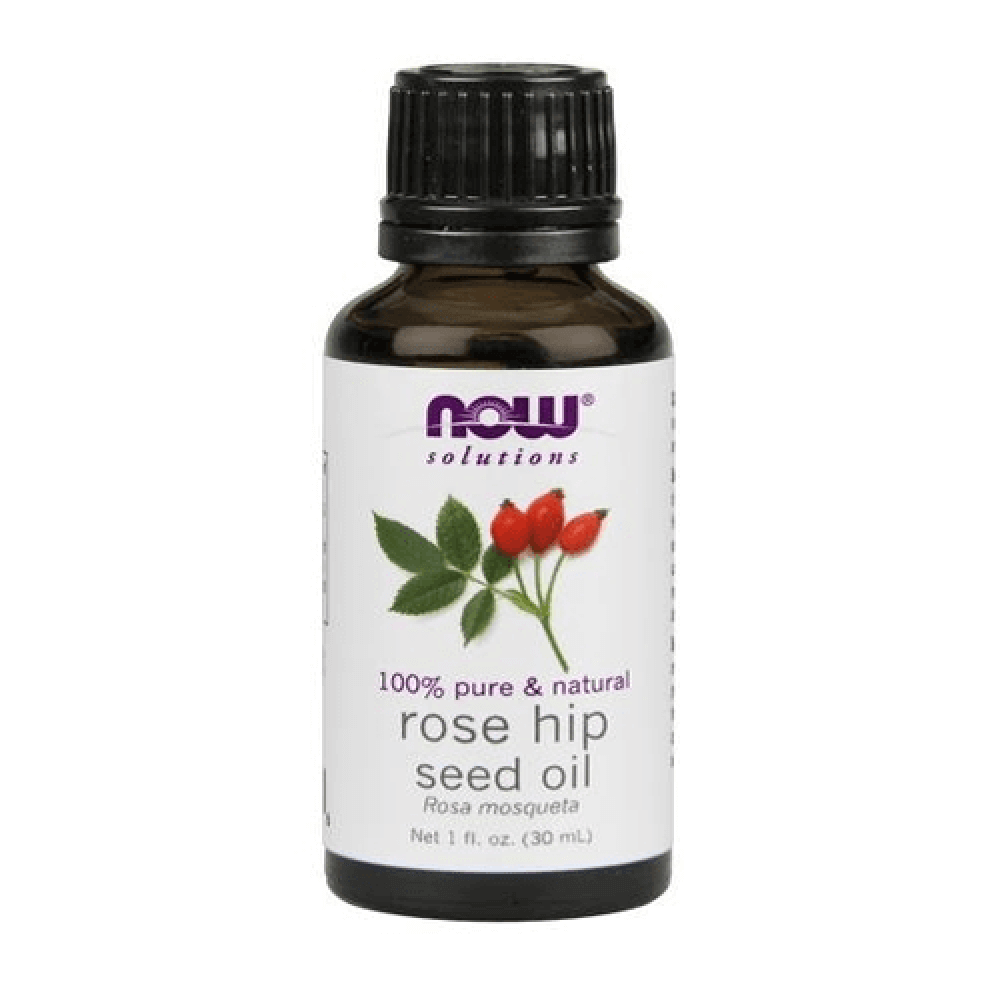 NOW®
solutions
100% pure & natural
rose hip
seed oil
Rosa mosqueta
Net 1 fl. oz. (30 mL)